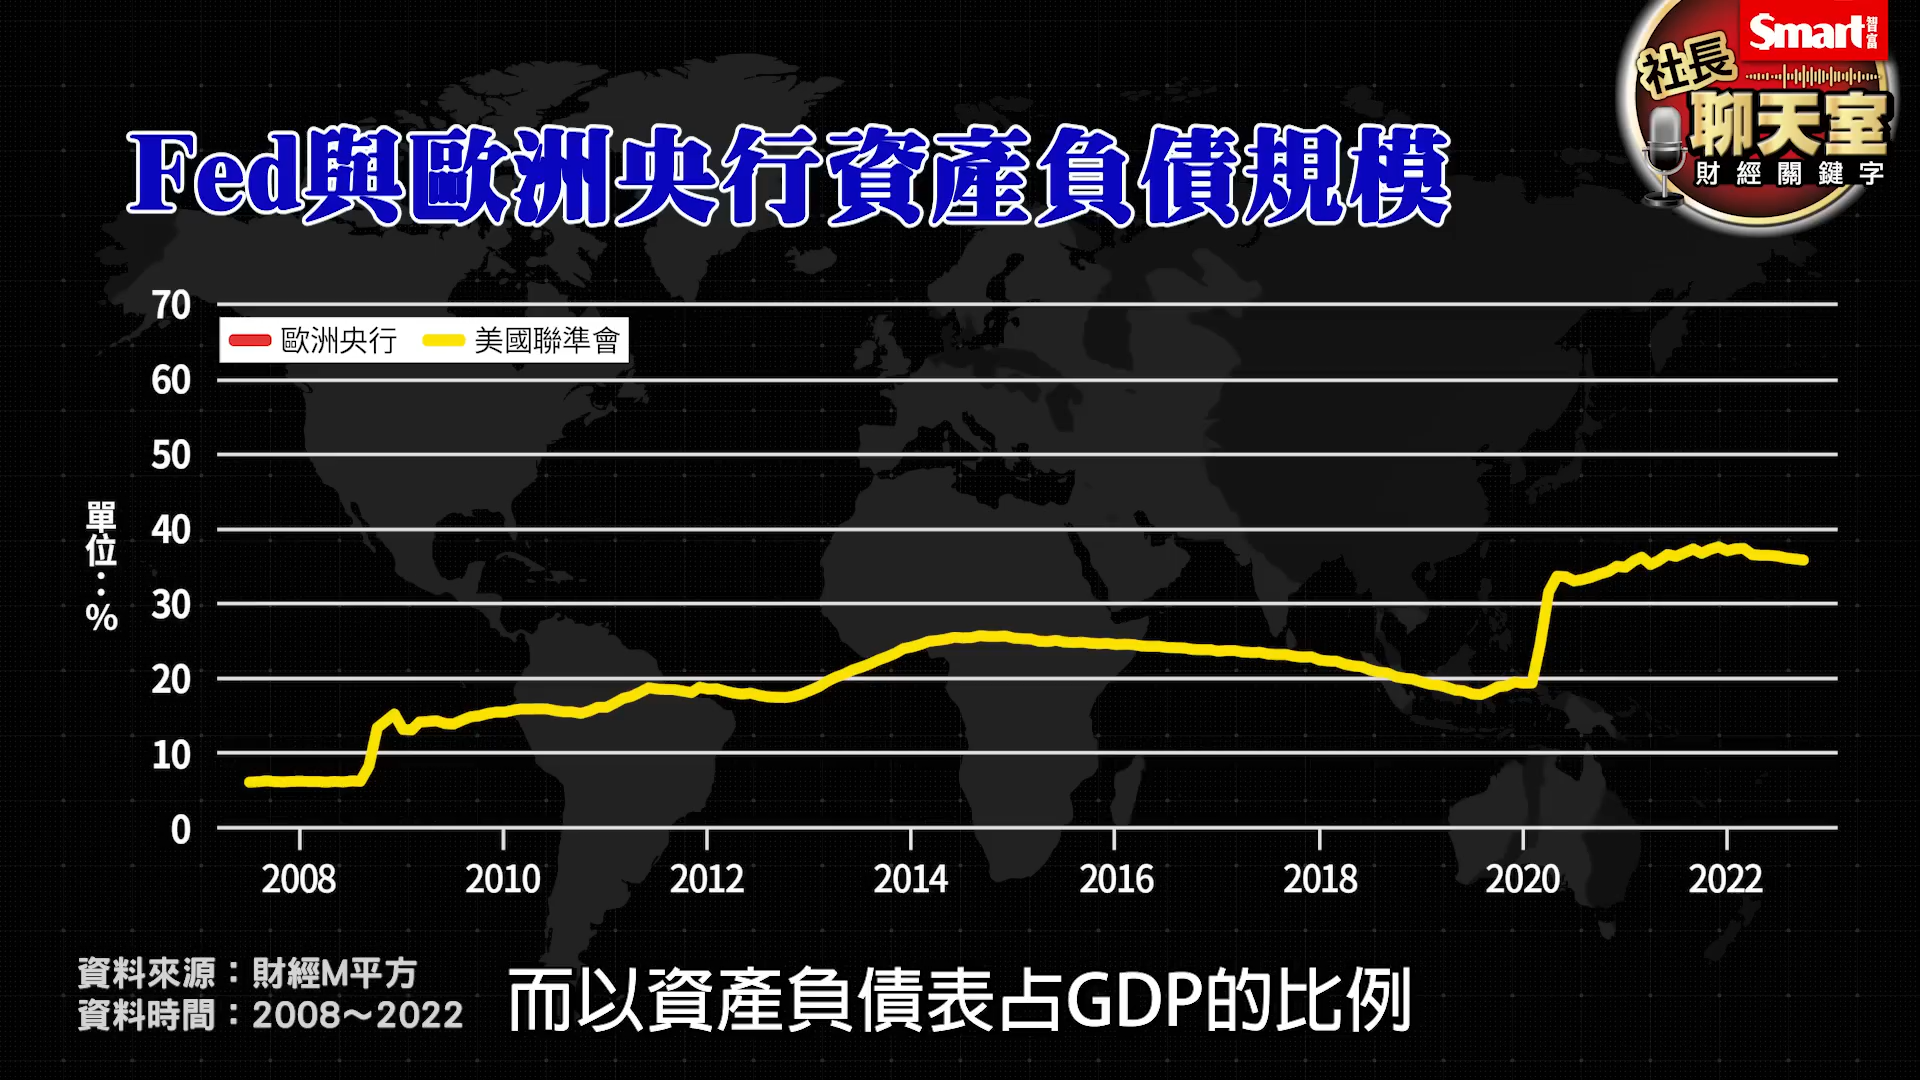 Smart智富
社長
聊天室
財經關鍵字
Fed與歐洲央行資產負債規模
70
歐洲央行 美國聯準會
60
50
40
單位：%
30
20
10
0
2008 2010 2012 2014 2016 2018 2020 2022
資料來源：財經M平方
資料時間：2008～2022
而以資產負債表占GDP的比例